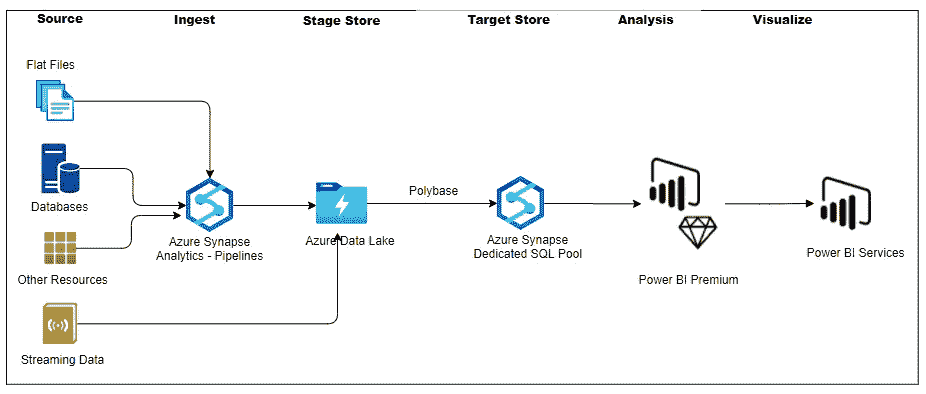 Source Ingest Stage Store Target Store Analysis Visualize
Flat Files
Polybase
Databases
Azure Synapse
Analytics - Pipelines
Azure Data Lake
Azure Synapse
Dedicated SQL Pool
Power BI Services
Other Resources
Power BI Premium
Streaming Data